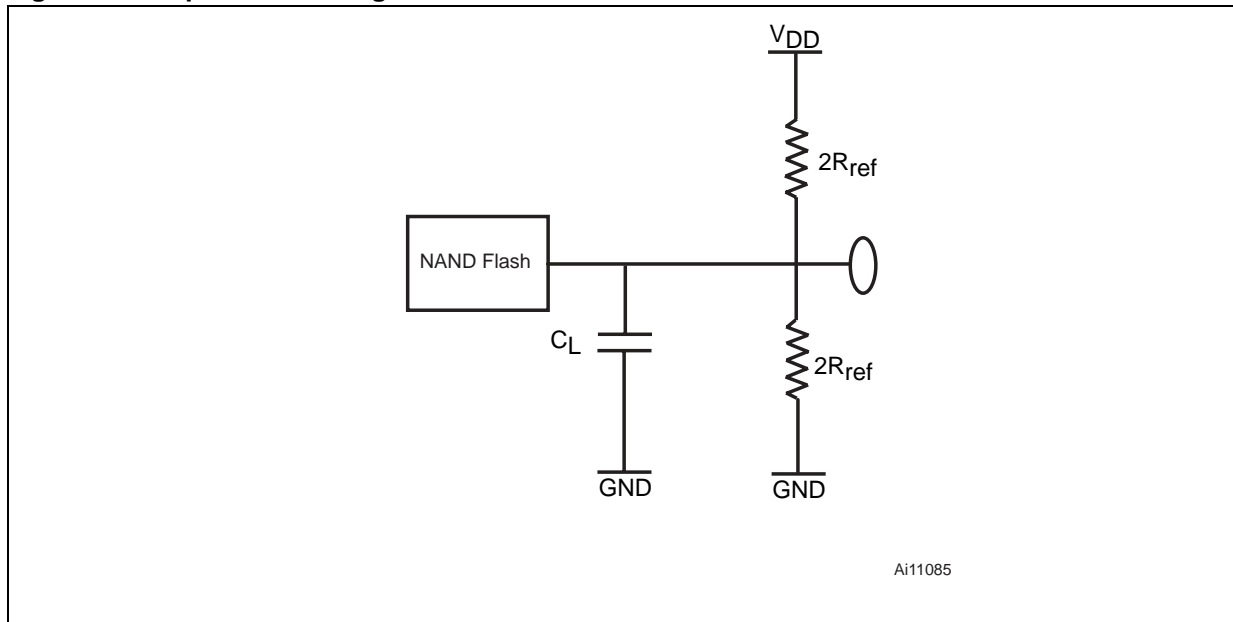 VDD
2Rref
NAND Flash
CL
2Rref
GND
GND
Ai11085